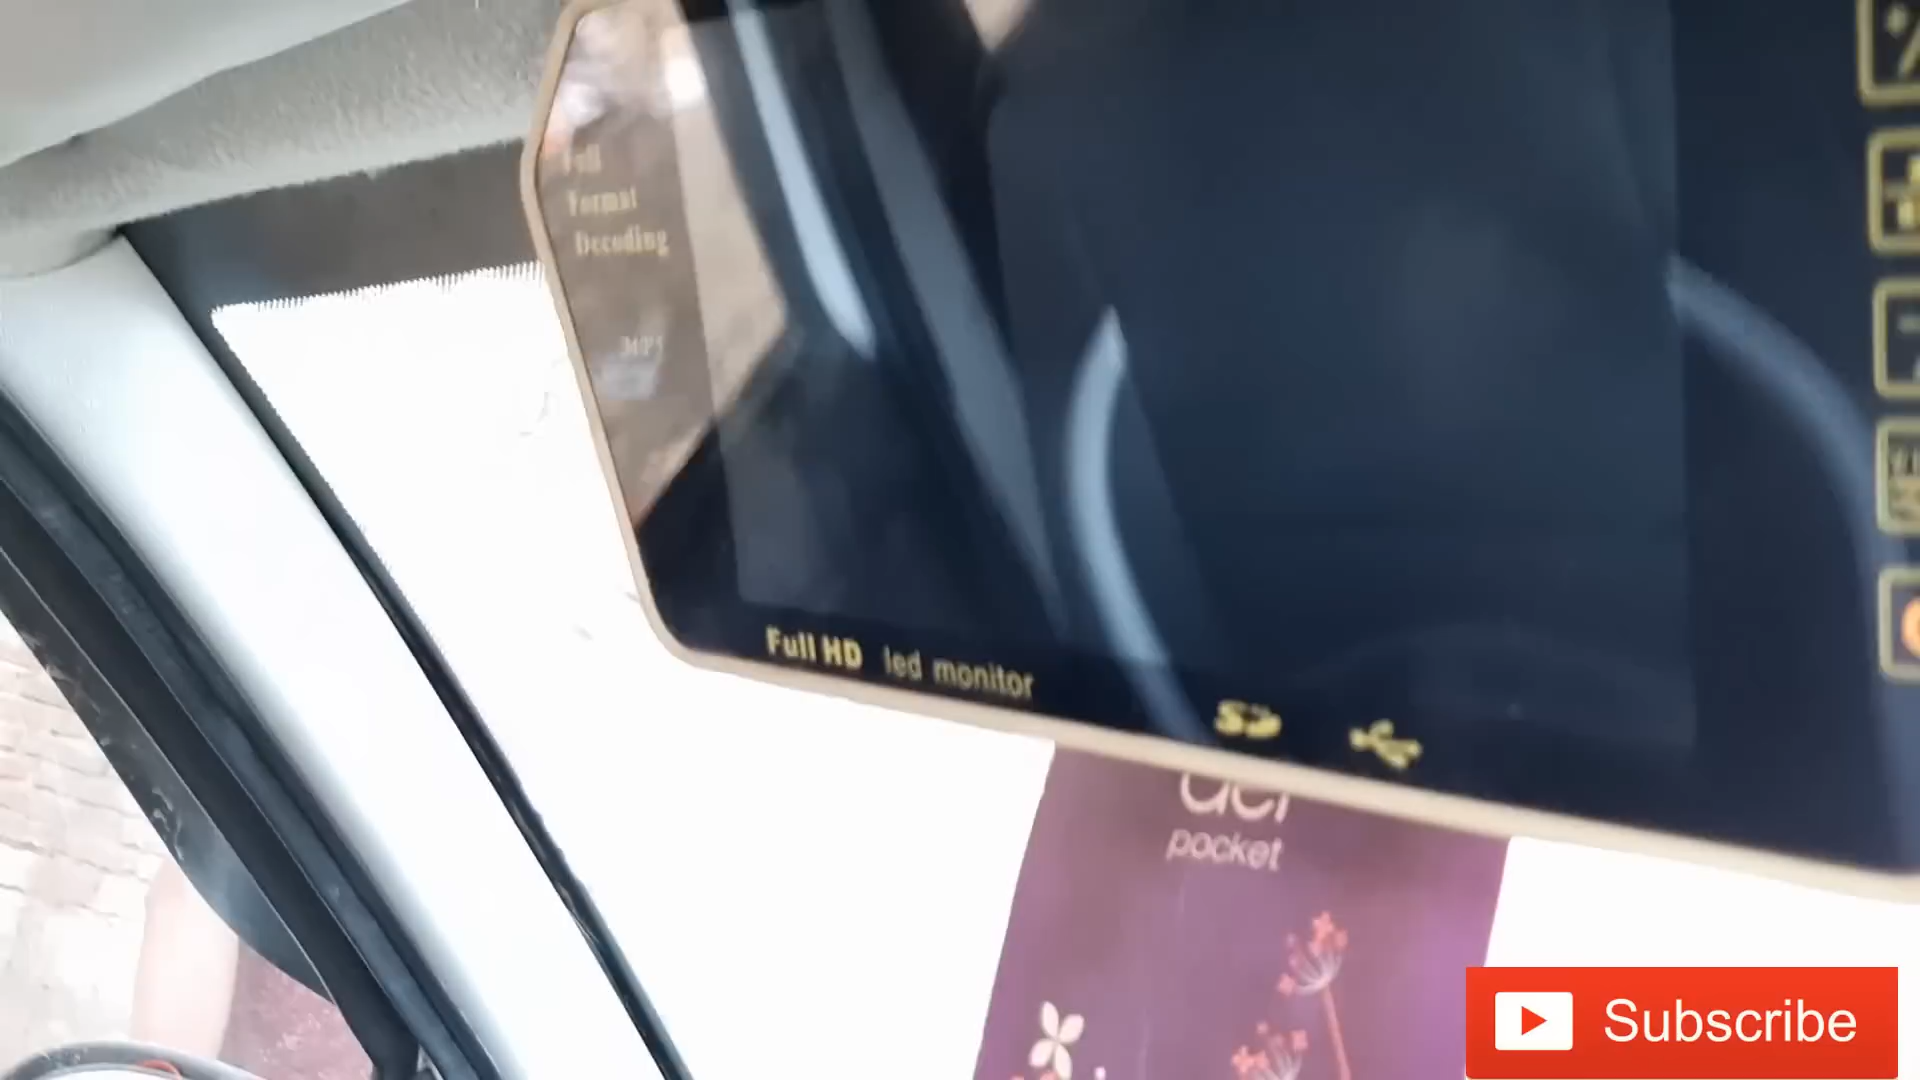 Full
Format
Decoding
Full HD led monitor
pocket
Subscribe